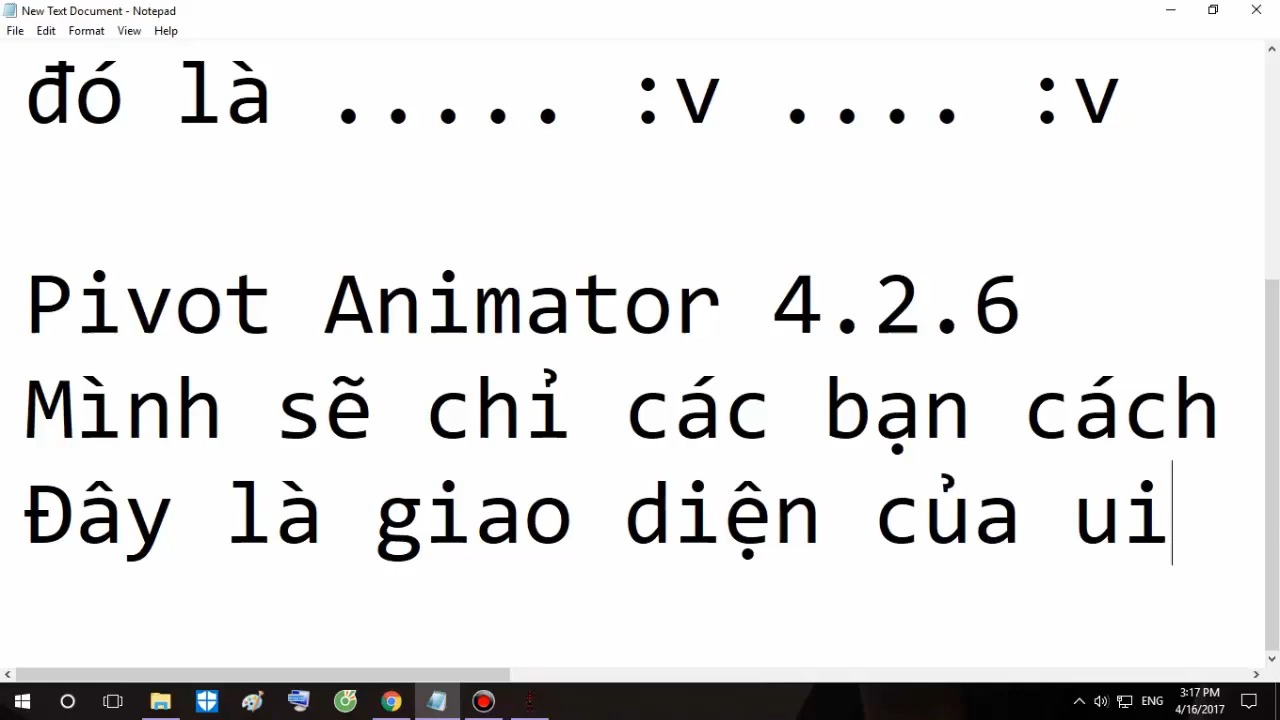 New Text Document - Notepad
File Edit Format View Help
đó là ..... :v .... :v
Pivot Animator 4.2.6
Mình sẽ chỉ các bạn cách
Đây là giao diện của ui
ENG
3:17 PM
4/16/2017